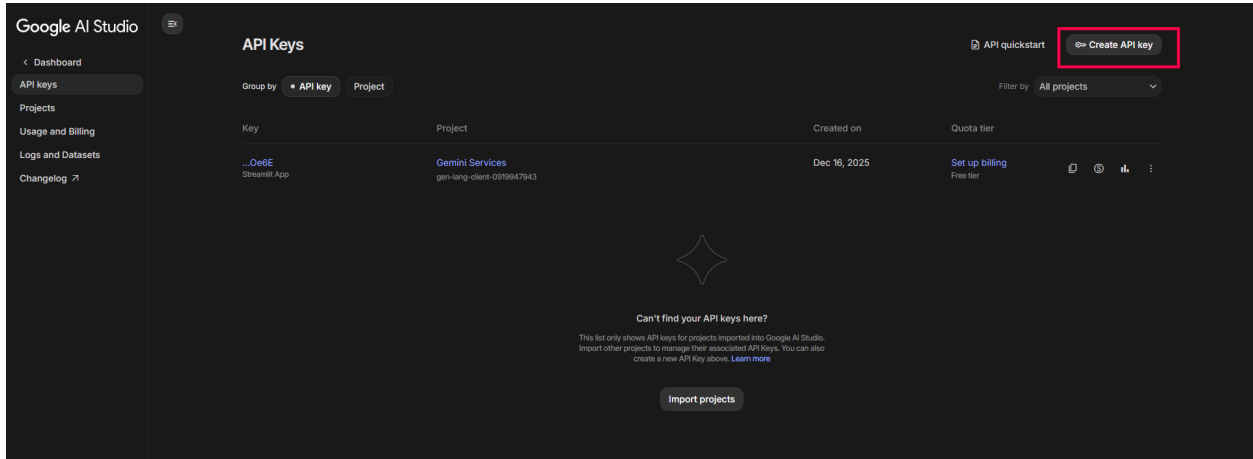 Google AI Studio
Dashboard
API keys
Projects
Usage and Billing
Logs and Datasets
Changelog
API Keys
API quickstart
Create API key
Group by API key Project
Filter by All projects
Key Project Created on Quota tier
...Oe6E Gemini Services Dec 16, 2025 Set up billing
Streamlit App gen-lang-client-0919947943 Free tier
Can't find your API keys here?
This list only shows API keys for projects imported into Google AI Studio.
Import other projects to manage their associated API Keys. You can also
create a new API Key above. Learn more
Import projects